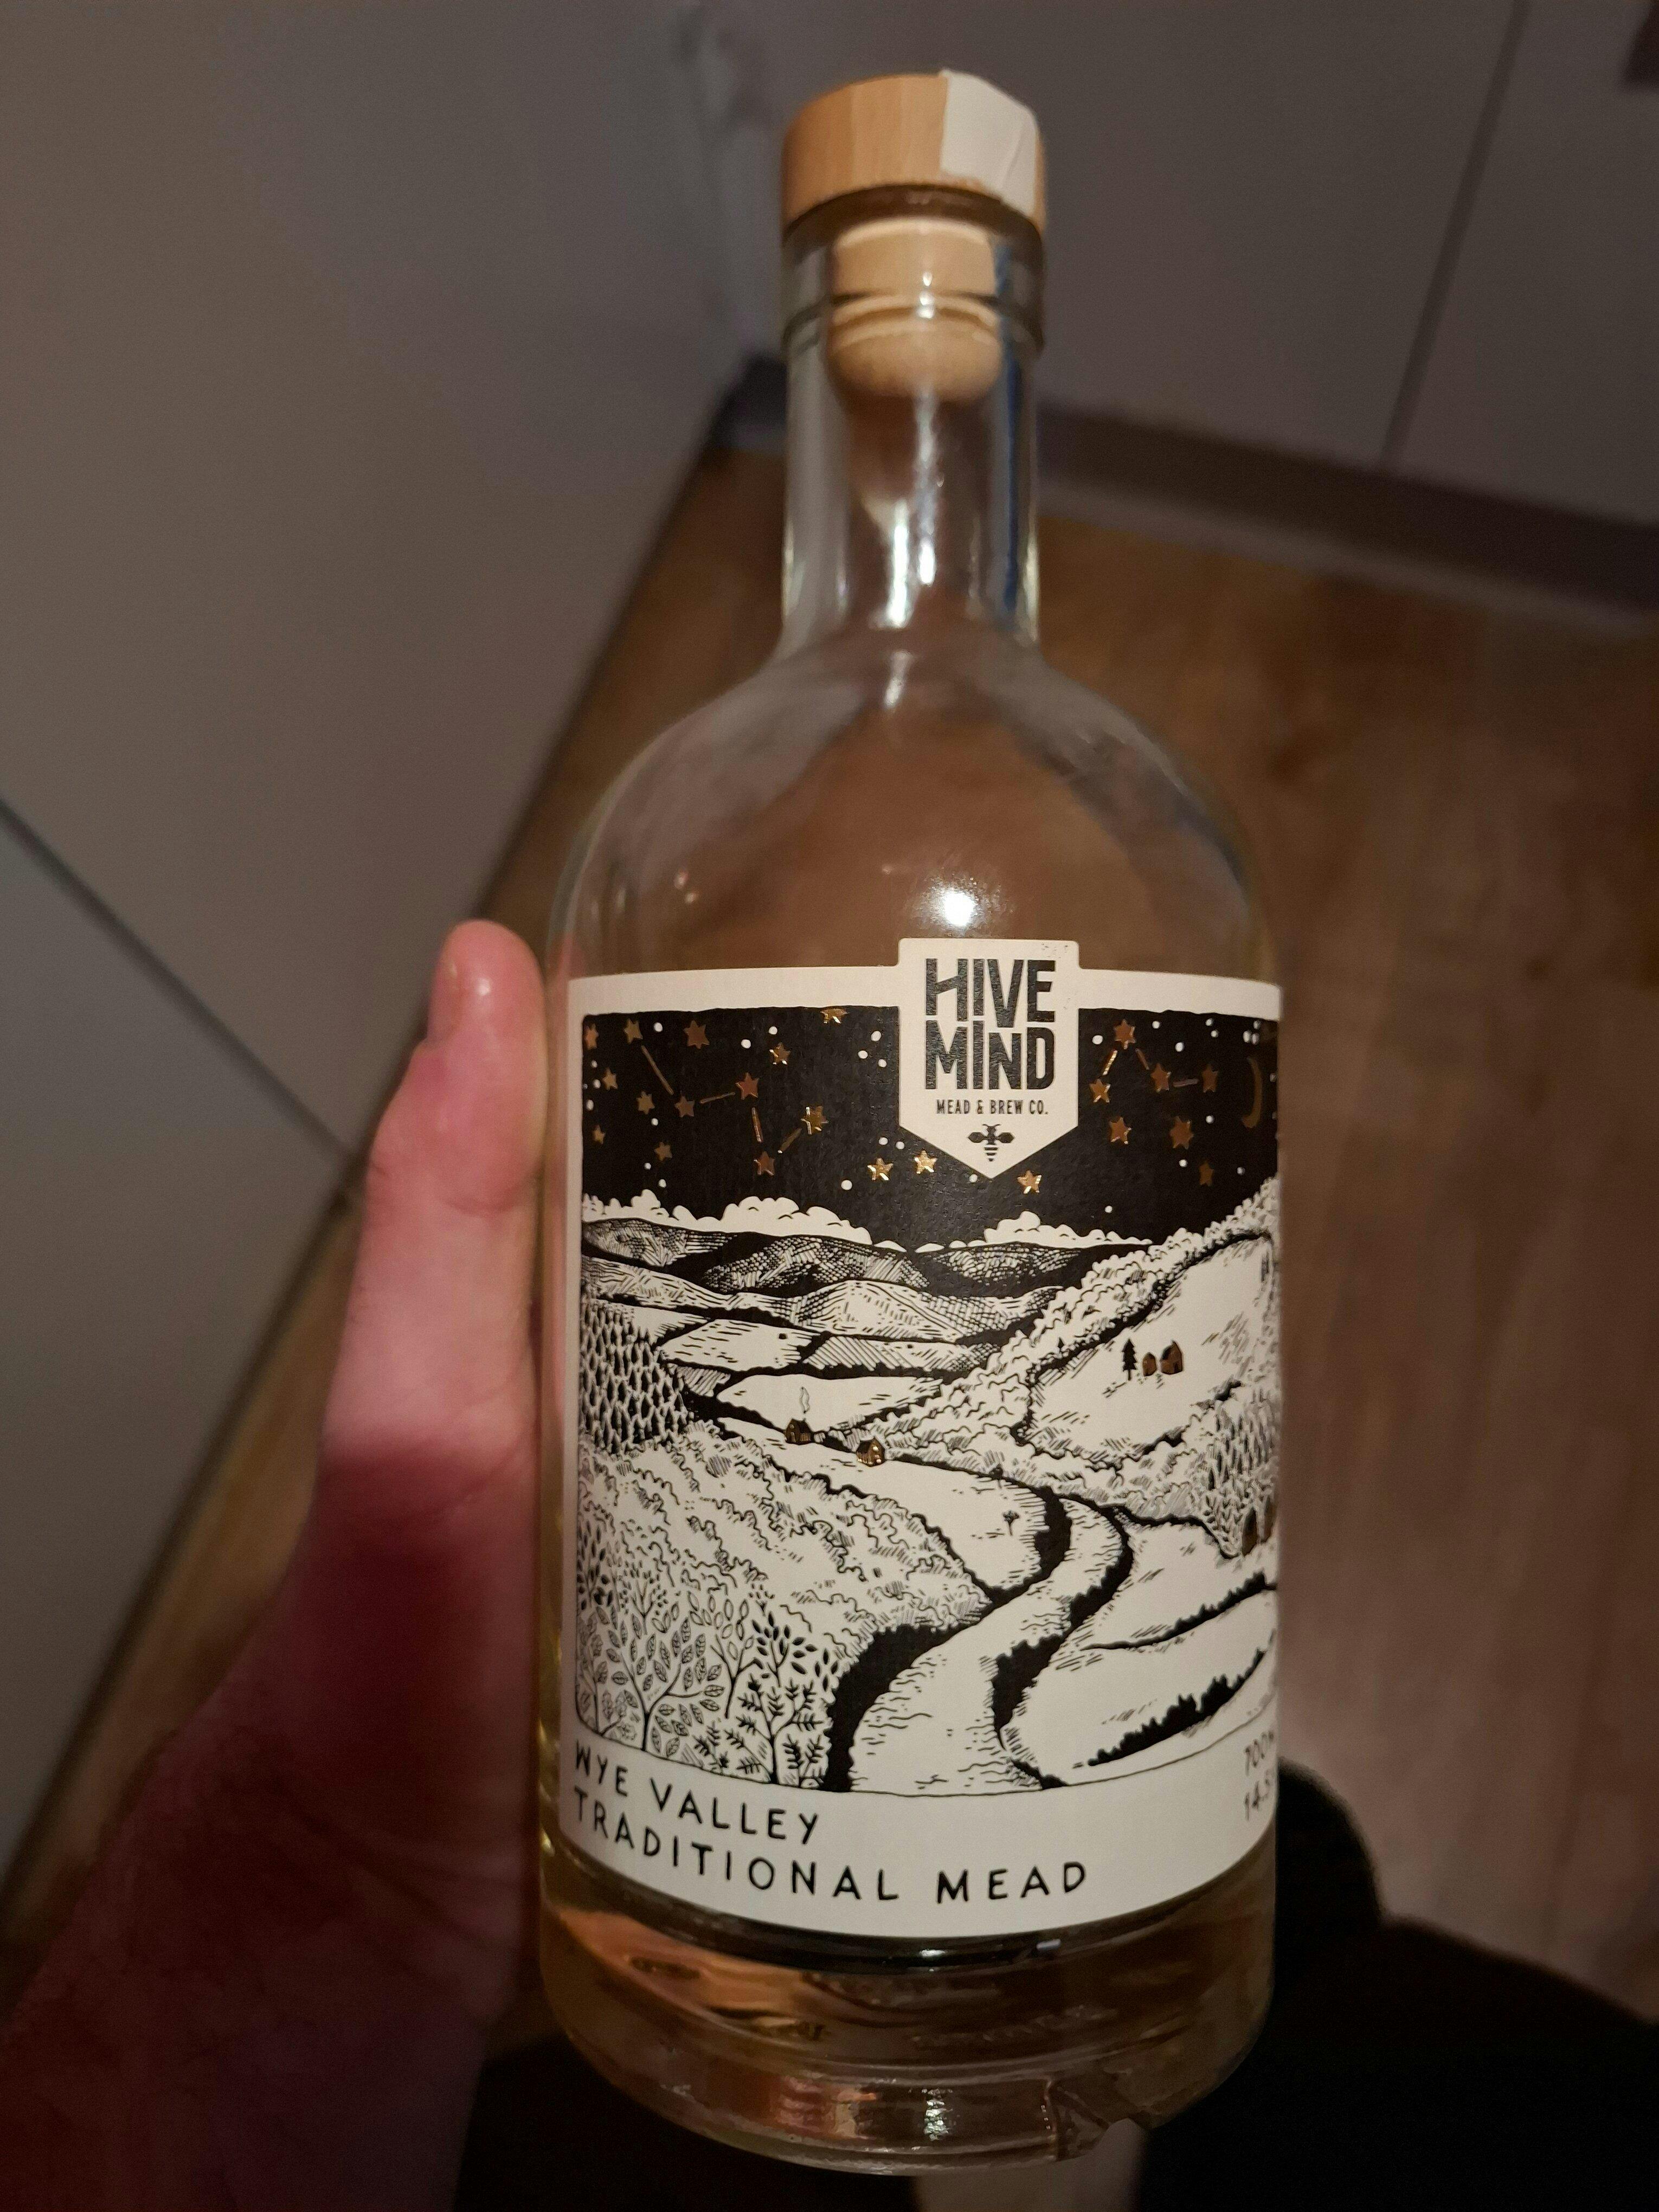 HIVE
MIND
MEAD & BREW CO.
WYE VALLEY
TRADITIONAL MEAD